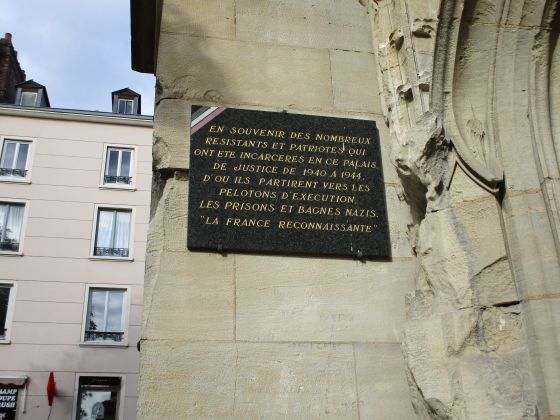 EN SOUVENIR DES NOMBREUX
RESISTANTS ET PATRIOTES QUI
ONT ETE INCARCERES EN CE PALAIS
DE JUSTICE DE 1940 A 1944,
D'OU ILS PARTIRENT VERS LES
PELOTONS D'EXECUTION,
LES PRISONS ET BAGNES NAZIS.
"LA FRANCE RECONNAISSANTE"